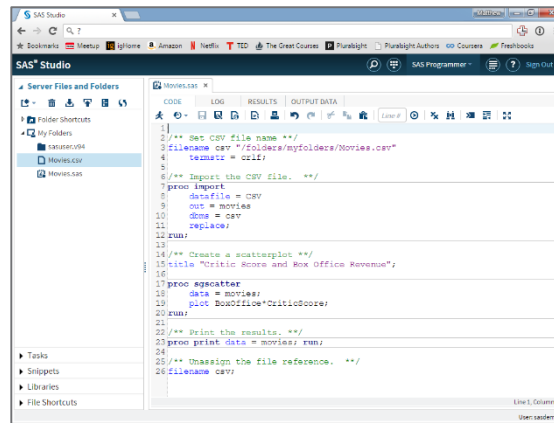 SAS Studio
Matthew
?
Bookmarks Meetup igHome Amazon Netflix TED The Great Courses Pluralsight Pluralsight Authors Coursera Freshbooks
SAS® Studio
SAS Programmer
Sign Out
Server Files and Folders
Folder Shortcuts
My Folders
sasuser.v94
Movies.csv
Movies.sas
Tasks
Snippets
Libraries
File Shortcuts
Movies.sas ×
CODE LOG RESULTS OUTPUT DATA
Line #
1
2 /** Set CSV file name **/
3 filename csv "/folders/myfolders/Movies.csv"
4 termstr = crlf;
5
6 /** Import the CSV file. **/
7 proc import
8 datafile = CSV
9 out = movies
10 dbms = csv
11 replace;
12 run;
13
14 /** Create a scatterplot **/
15 title "Critic Score and Box Office Revenue";
16
17 proc sgscatter
18 data = movies;
19 plot BoxOffice*CriticScore;
20 run;
21
22 /** Print the results. **/
23 proc print data = movies; run;
24
25 /** Unassign the file reference. **/
26 filename csv;
Line 1, Column
User: sasdem